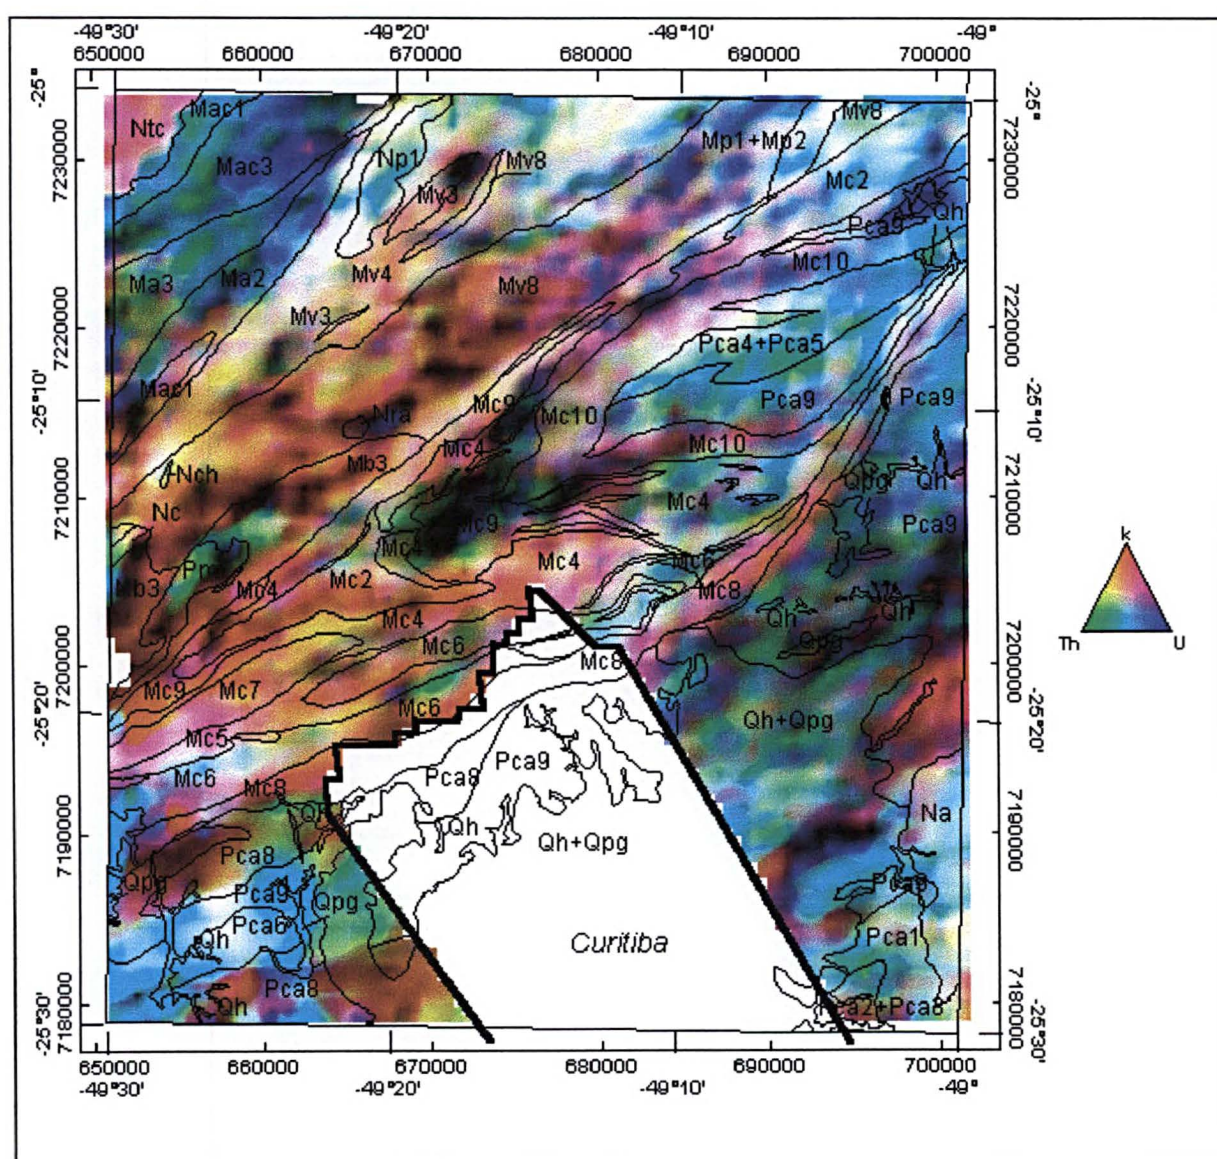 -49°30' -49°20' -49°10' -49°
650000 660000 670000 680000 690000 700000
-25° -25°
7230000 7230000
7220000 7220000
-25°10' -25°10'
7210000 7210000
7200000 7200000
-25°20' -25°20'
7190000 7190000
7180000 7180000
-25°30' -25°30'
Mac1 Mv8
Ntc Mp1+Mp2
Mac3 Np1 Mv8 Mc2
Mv3 Pca9 Qh
Ma3 Ma2 Mv4 Mv8 Mc10
Mv3
Pca4+Pca5
Mac1 Mc9 Pca9 Pca9
Nra Mc10
Mc4 Mc10
Mb3
Nch Qpg Qh
Nc Mc4
Mc9 Pca9
Mc4
Mc4 Mc6
Mb3 Mc4 Mc2 Mc8
Mc4 Qh Qh
Mc6 Qpg
Mc8
Mc9 Mc7
Mc6 Qh+Qpg
Mc5
Mc6 Mc8 Pca8 Pca9
Qh Na
Qh Qh+Qpg
Pca8
Qpg Pca9 Qpg Pca9
Pca6
Qh Curitiba Pca1
Pca8
Qh a2+Pca8
k
Th U
650000 660000 670000 680000 690000 700000
-49°30' -49°20' -49°10' -49°